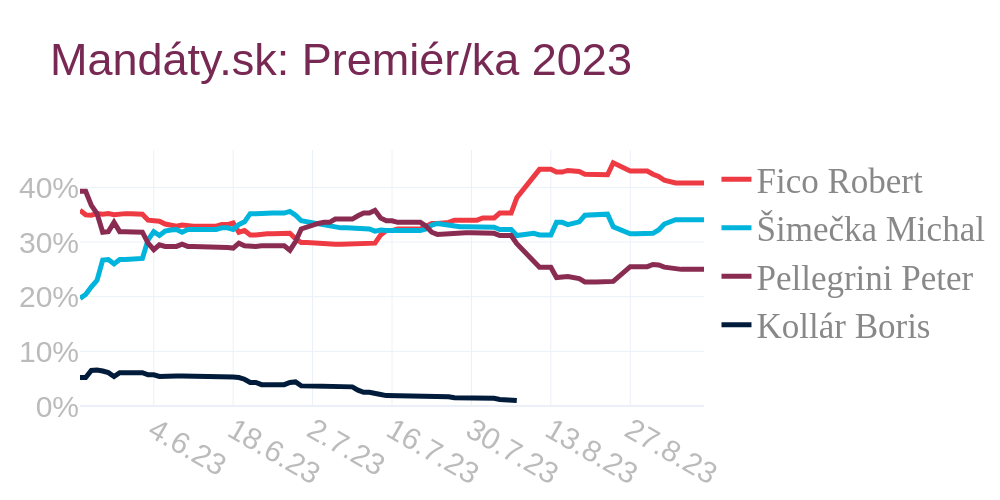 Mandáty.sk: Premiér/ka 2023
40%
30%
20%
10%
0%
4.6.23
18.6.23
2.7.23
16.7.23
30.7.23
13.8.23
27.8.23
Fico Robert
Šimečka Michal
Pellegrini Peter
Kollár Boris